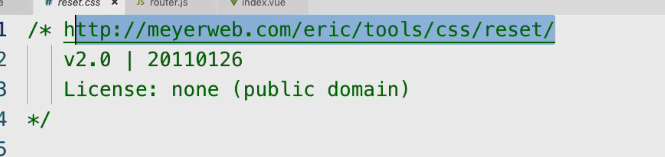 reset.css × router.js index.vue
1 /* http://meyerweb.com/eric/tools/css/reset/
2 v2.0 | 20110126
3 License: none (public domain)
4 */
5